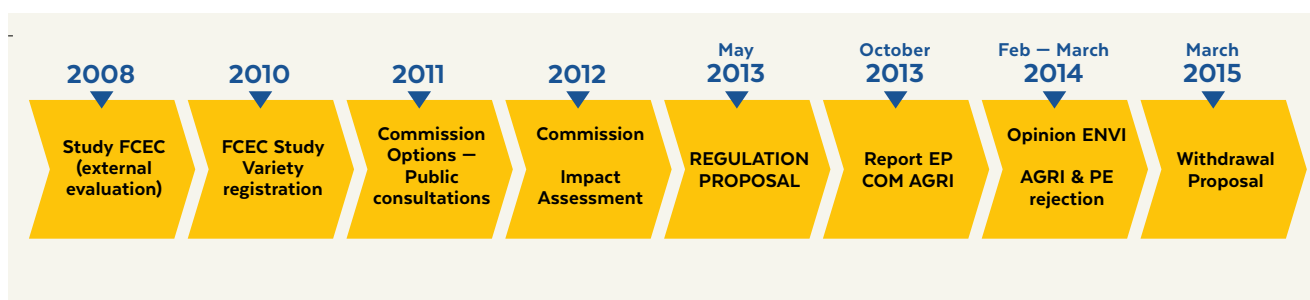 2008
Study FCEC
(external
evaluation)
2010
FCEC Study
Variety
registration
2011
Commission
Options –
Public
consultations
2012
Commission
Impact
Assessment
May
2013
REGULATION
PROPOSAL
October
2013
Report EP
COM AGRI
Feb – March
2014
Opinion ENVI
AGRI & PE
rejection
March
2015
Withdrawal
Proposal